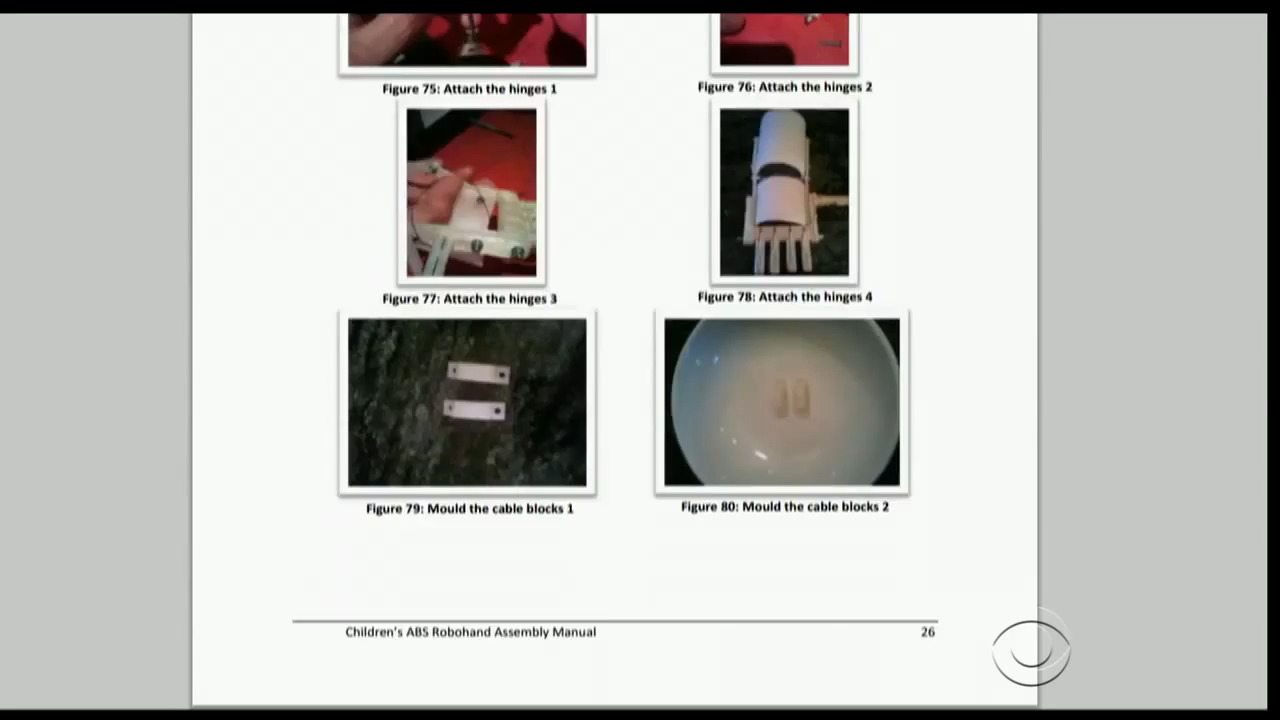 Figure 75: Attach the hinges 1
Figure 76: Attach the hinges 2
Figure 77: Attach the hinges 3
Figure 78: Attach the hinges 4
Figure 79: Mould the cable blocks 1
Figure 80: Mould the cable blocks 2
Children's ABS Robohand Assembly Manual
26